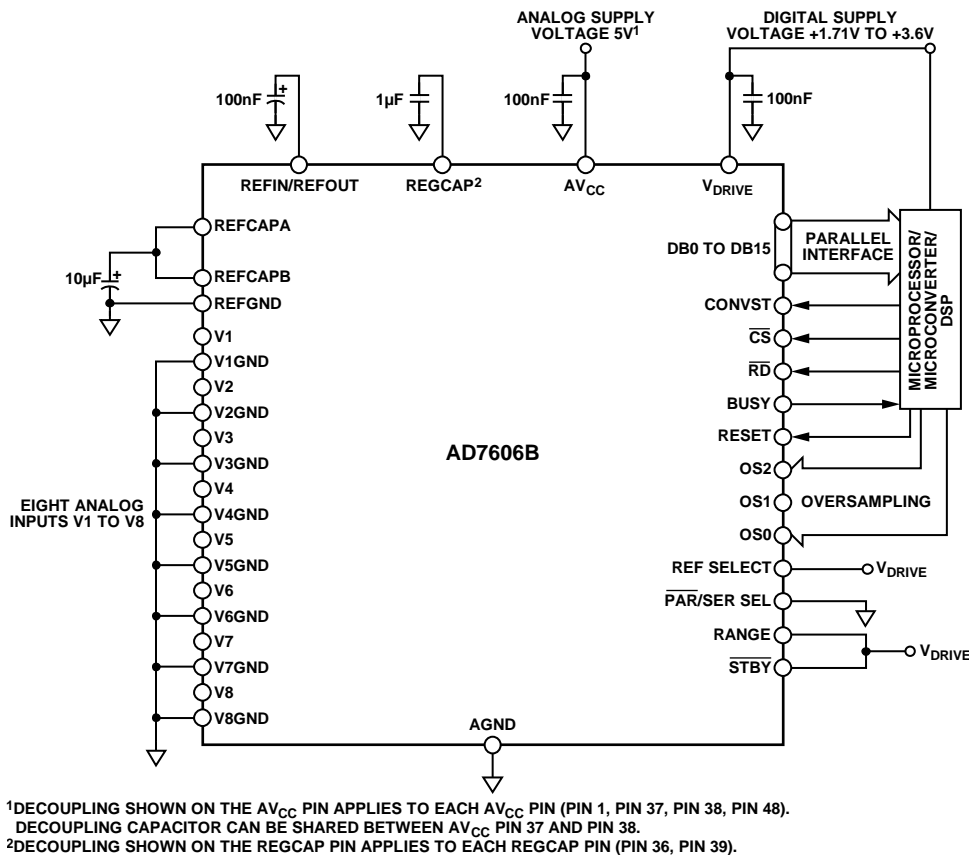 ANALOG SUPPLY
VOLTAGE 5V1
DIGITAL SUPPLY
VOLTAGE +1.71V TO +3.6V
100nF
+
1µF
100nF
100nF
REFIN/REFOUT
REGCAP2
AVCC
VDRIVE
REFCAPA
REFCAPB
REFGND
10µF
+
V1
V1GND
V2
V2GND
V3
V3GND
V4
V4GND
V5
V5GND
V6
V6GND
V7
V7GND
V8
V8GND
EIGHT ANALOG
INPUTS V1 TO V8
AD7606B
AGND
DB0 TO DB15
PARALLEL
INTERFACE
CONVST
CS
RD
BUSY
RESET
OS2
OS1
OVERSAMPLING
OS0
REF SELECT
VDRIVE
PAR/SER SEL
RANGE
STBY
VDRIVE
MICROPROCESSOR/
MICROCONVERTER/
DSP
1DECOUPLING SHOWN ON THE AVCC PIN APPLIES TO EACH AVCC PIN (PIN 1, PIN 37, PIN 38, PIN 48).
DECOUPLING CAPACITOR CAN BE SHARED BETWEEN AVCC PIN 37 AND PIN 38.
2DECOUPLING SHOWN ON THE REGCAP PIN APPLIES TO EACH REGCAP PIN (PIN 36, PIN 39).